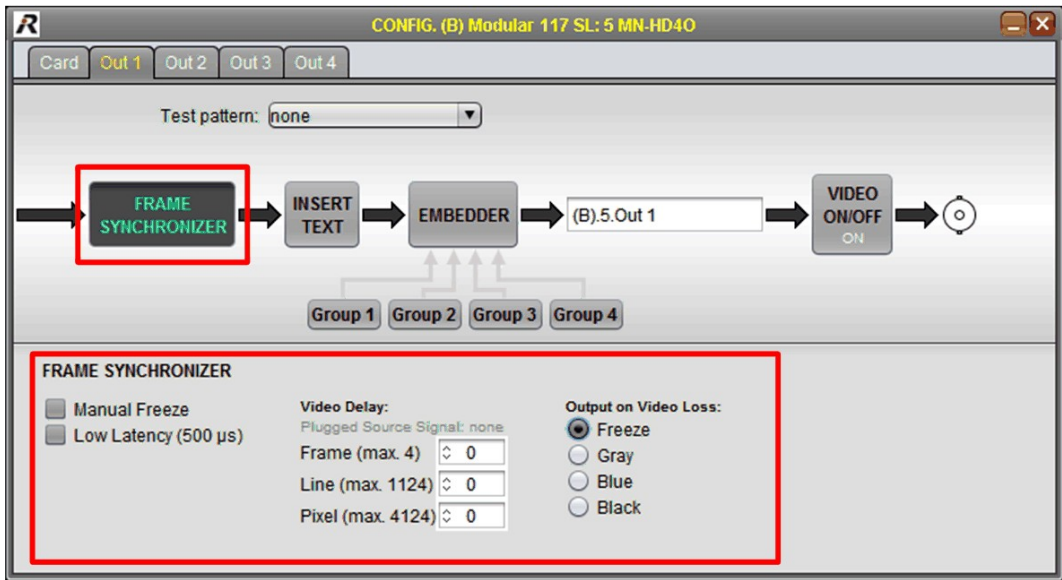 R
CONFIG. (B) Modular 117 SL: 5 MN-HD4O
Card Out 1 Out 2 Out 3 Out 4
Test pattern: none
FRAME
SYNCHRONIZER
INSERT
TEXT
EMBEDDER
(B).5.Out 1
VIDEO
ON/OFF
ON
Group 1 Group 2 Group 3 Group 4
FRAME SYNCHRONIZER
Manual Freeze
Low Latency (500 µs)
Video Delay:
Plugged Source Signal: none
Frame (max. 4) 0
Line (max. 1124) 0
Pixel (max. 4124) 0
Output on Video Loss:
Freeze
Gray
Blue
Black